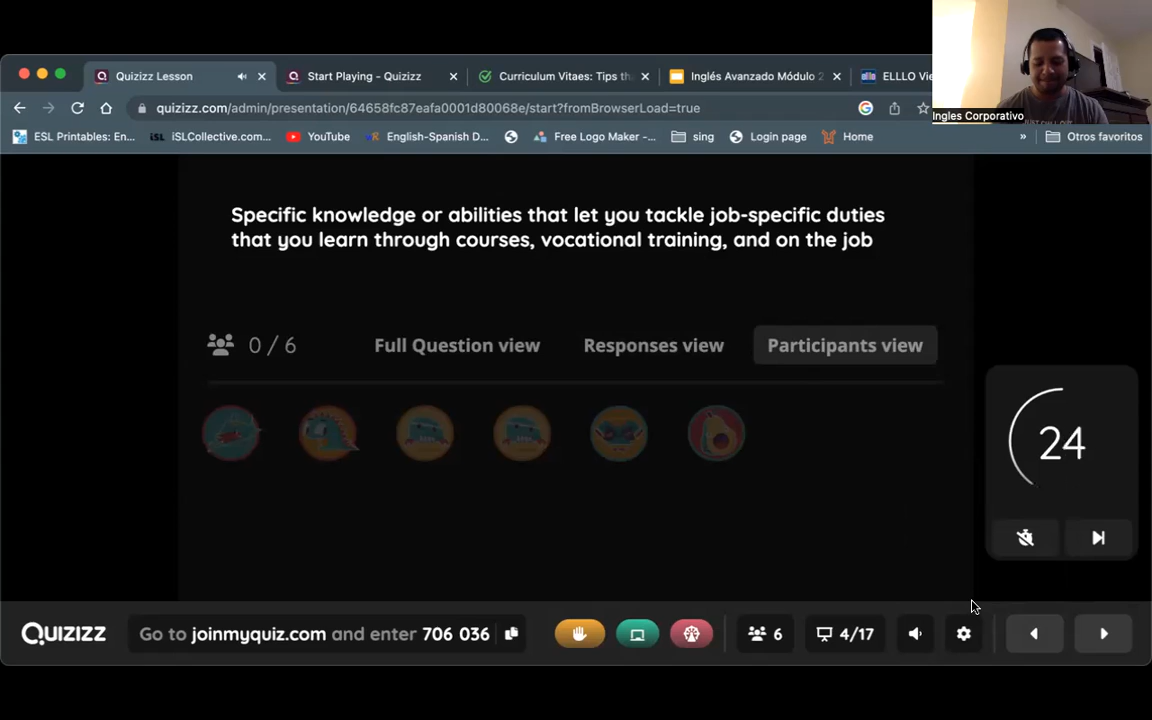 Quizizz Lesson
Start Playing - Quizizz
Curriculum Vitaes: Tips th
Inglés Avanzado Módulo 2
ELLLO Vie
quizizz.com/admin/presentation/64658fc87eafa0001d80068e/start?fromBrowserLoad=true
Ingles Corporativo
ESL Printables: En...
iSL
iSLCollective.com...
YouTube
English-Spanish D...
Free Logo Maker -...
sing
Login page
Home
»
Otros favoritos
Specific knowledge or abilities that let you tackle job-specific duties
that you learn through courses, vocational training, and on the job
0 / 6
Full Question view
Responses view
Participants view
24
QUIZIZZ
Go to joinmyquiz.com and enter 706 036
6
4/17